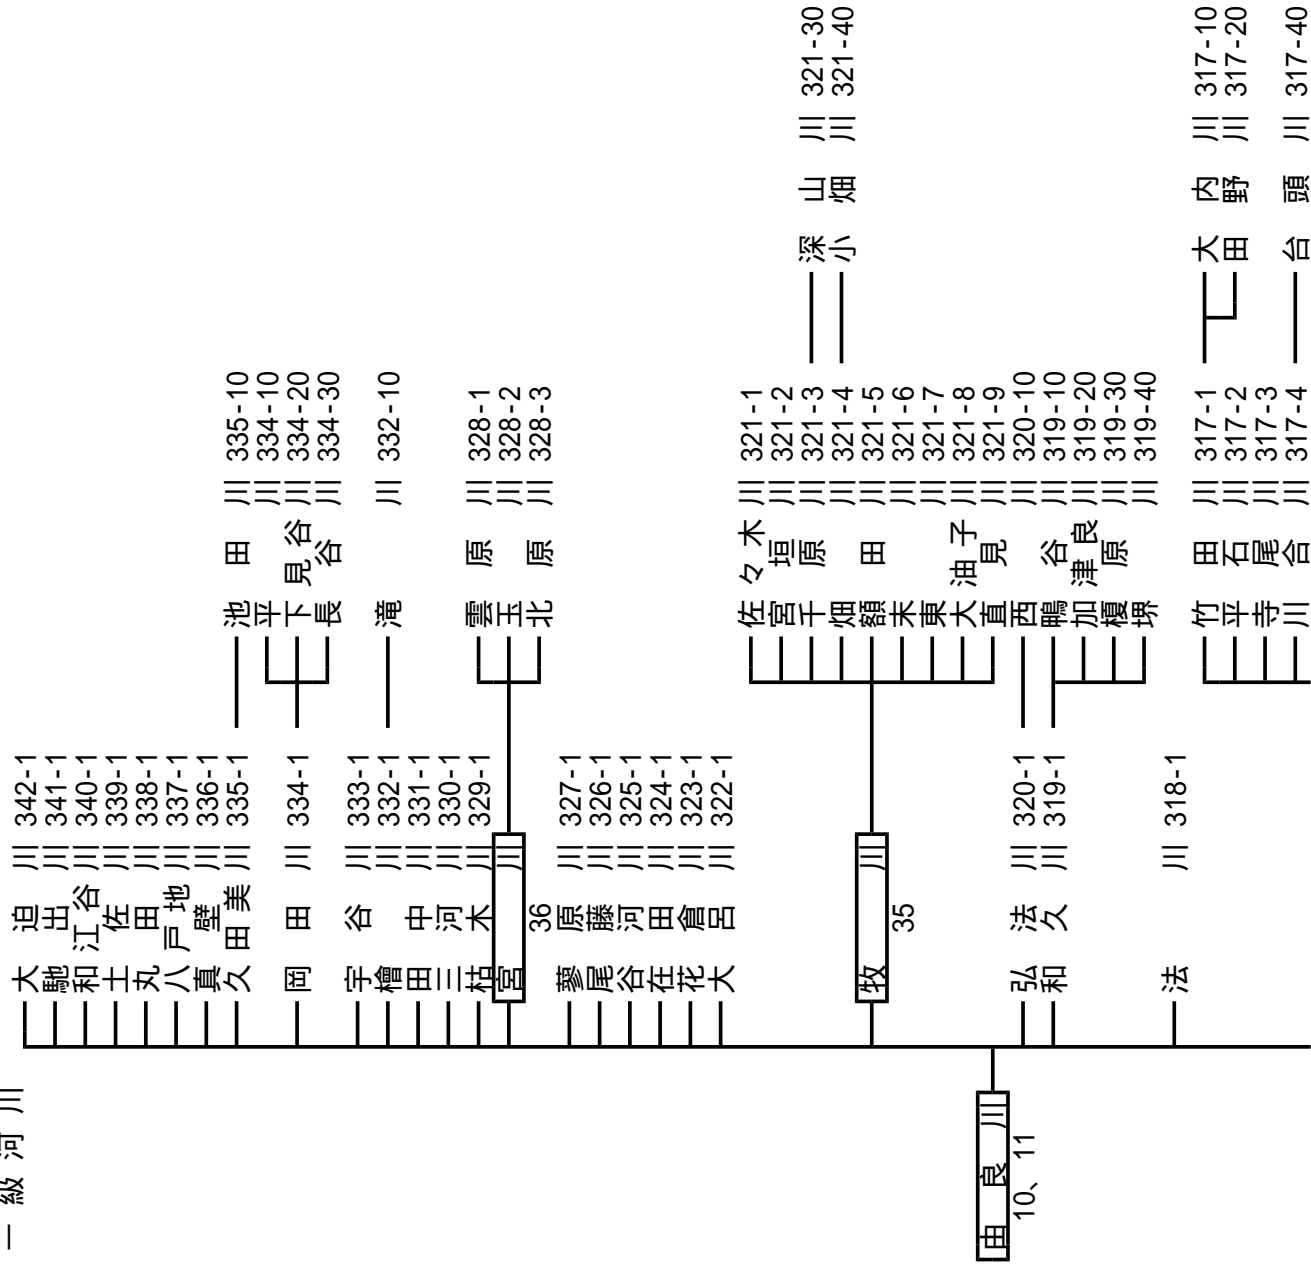 一級河川
大迫川 342-1
馳出川 341-1
和江谷川 340-1
土佐川 339-1
丸田川 338-1
八戸地川 337-1
真壁川 336-1
久田美川 335-1 池田川 335-10
平川 334-10
岡田川 334-1 下見谷川 334-20
長谷川 334-30
宇谷川 333-1
檜川 332-1 滝川 332-10
田中川 331-1
三河川 330-1
枯木川 329-1 雲原川 328-1
宮川 玉川 328-2
36 北原川 328-3
蓼原川 327-1
尾藤川 326-1
谷河川 325-1
在田川 324-1
花倉川 323-1
大呂川 322-1
佐々木川 321-1
宮垣川 321-2
千原川 321-3 深山川 321-30
畑川 321-4 小畑川 321-40
牧川 額田川 321-5
35 末川 321-6
東川 321-7
大油子川 321-8
由良川 直見川 321-9
10、11 弘法川 320-1 西川 320-10
和久川 319-1 鴨谷川 319-10
加津良川 319-20
榎原川 319-30
堺川 319-40
法川 318-1
竹田川 317-1 大内川 317-10
平石川 317-2 田野川 317-20
寺尾川 317-3
川合川 317-4 台頭川 317-40